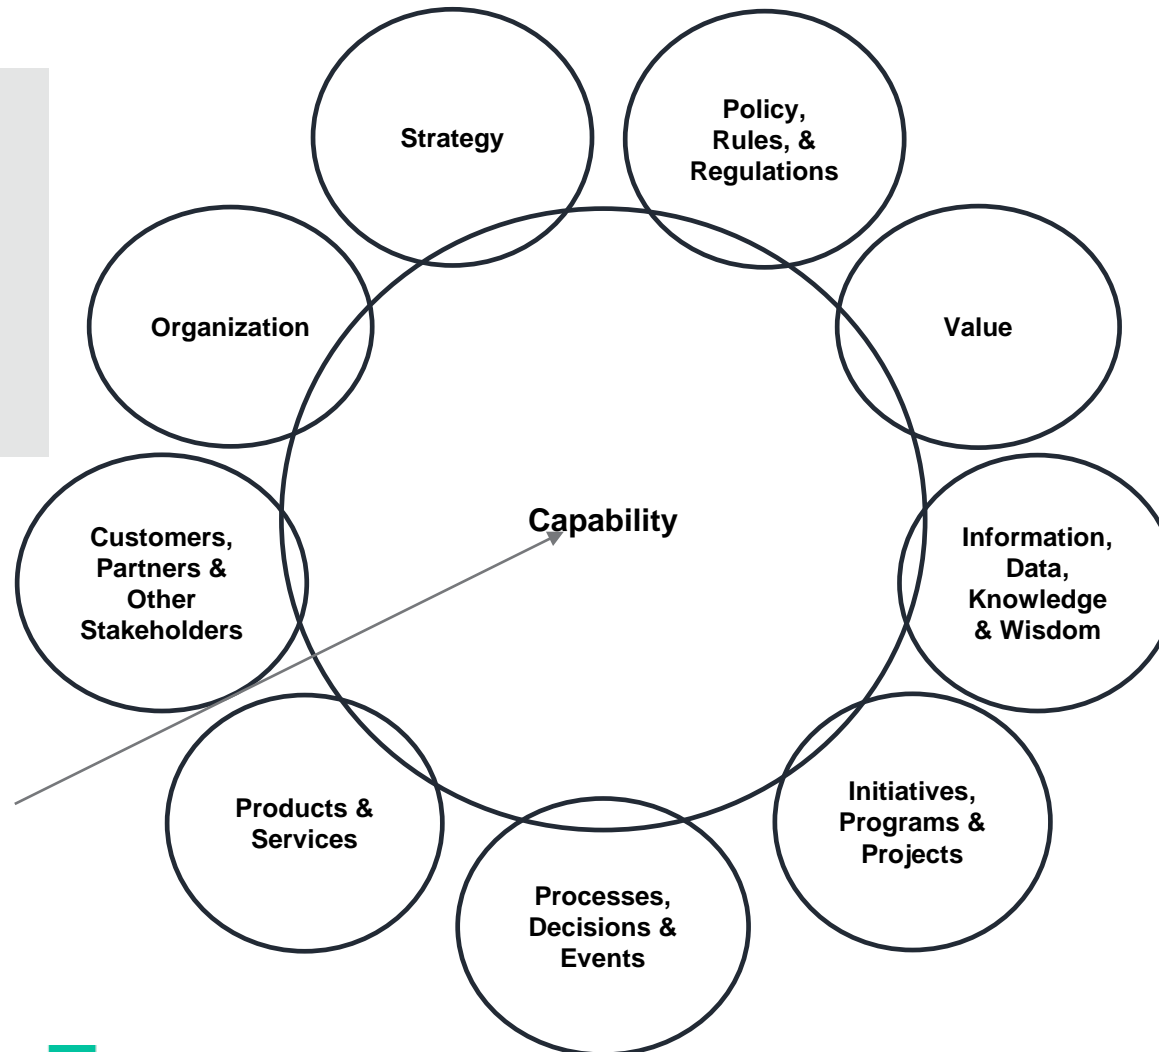 Strategy
Policy,
Rules, &
Regulations
Organization
Value
Capability
Customers,
Partners &
Other
Stakeholders
Information,
Data,
Knowledge
& Wisdom
Products &
Services
Initiatives,
Programs &
Projects
Processes,
Decisions &
Events